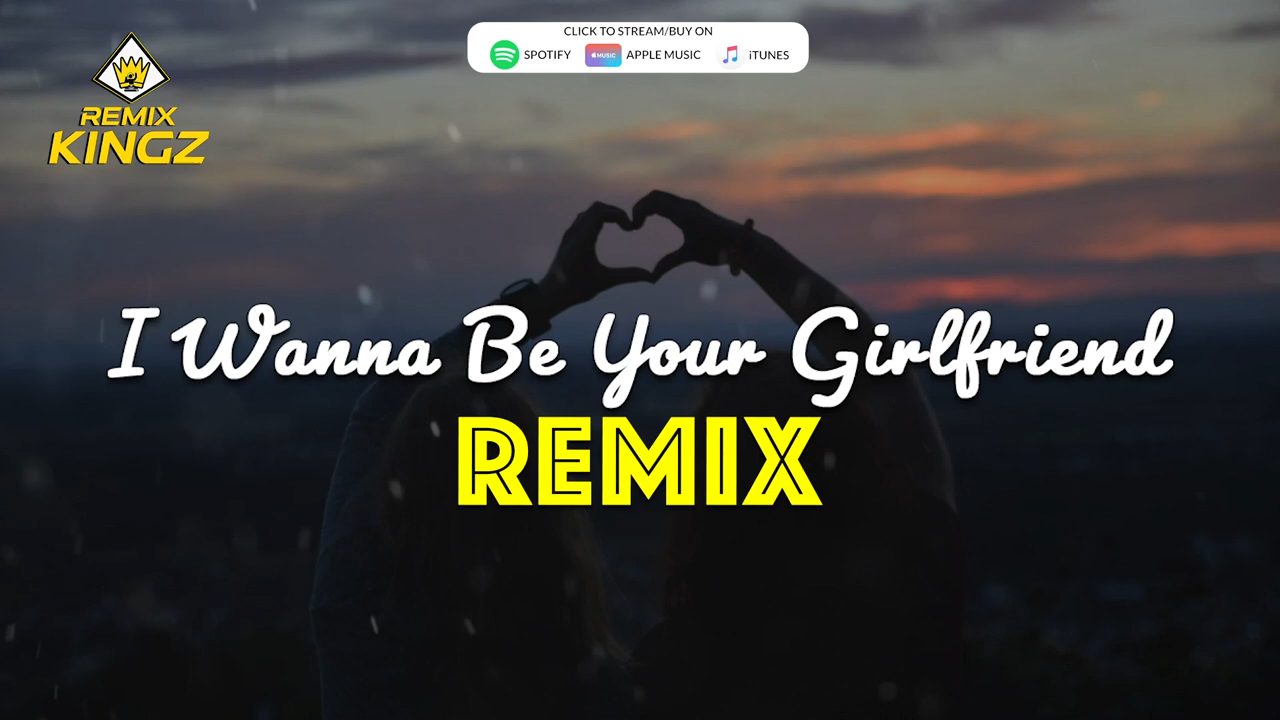 CLICK TO STREAM/BUY ON
SPOTIFY MUSIC APPLE MUSIC iTUNES
REMIX
KINGZ
I Wanna Be Your Girlfriend
REMIX